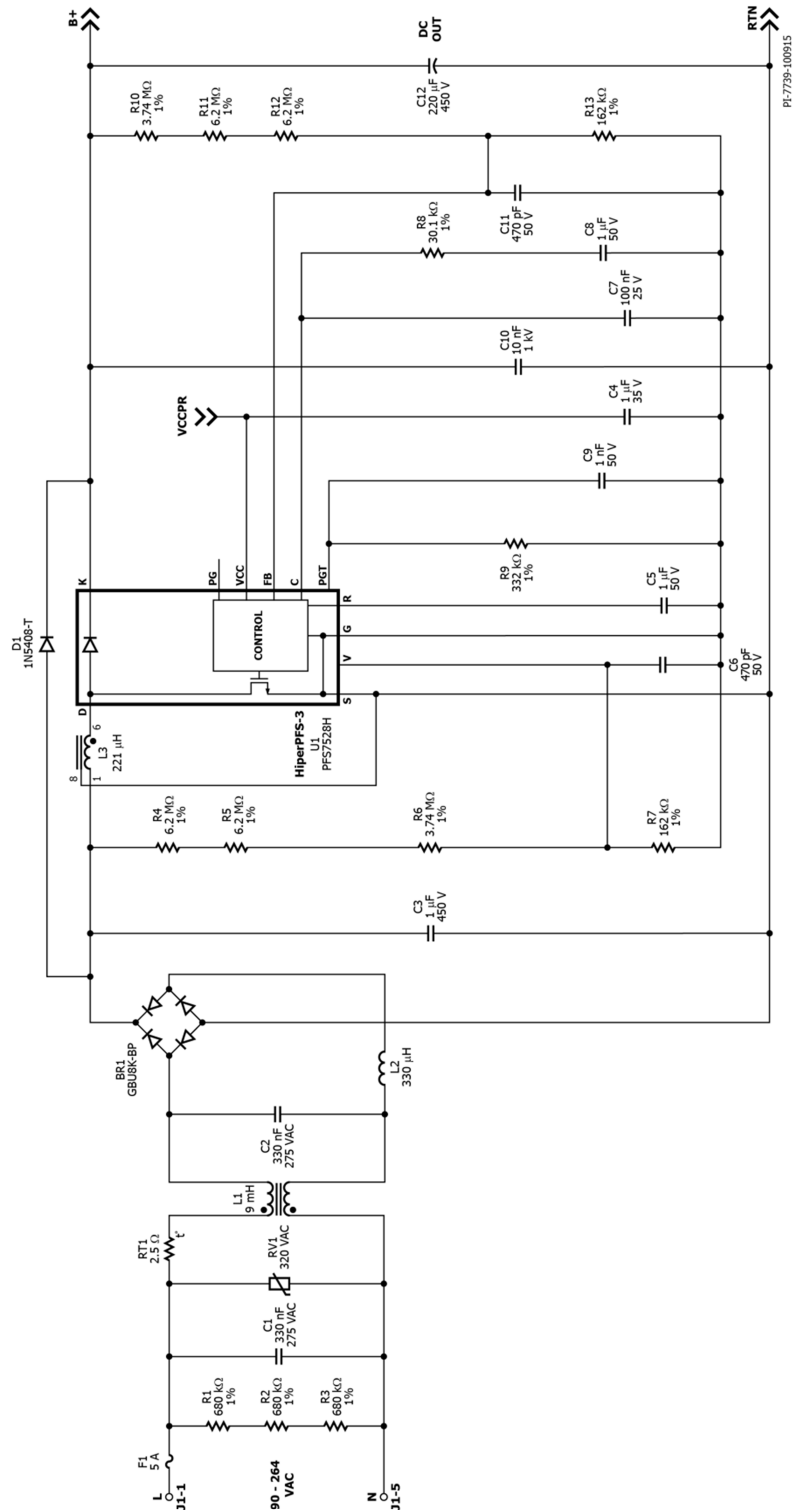 L
J1-1
90 - 264
VAC
N
J1-5
F1
5 A
R1
680 kΩ
1%
R2
680 kΩ
1%
R3
680 kΩ
1%
C1
330 nF
275 VAC
RV1
320 VAC
RT1
2.5 Ω
t°
L1
9 mH
C2
330 nF
275 VAC
L2
330 µH
BR1
GBU8K-BP
C3
1 µF
450 V
R4
6.2 MΩ
1%
R5
6.2 MΩ
1%
R6
3.74 MΩ
1%
R7
162 kΩ
1%
D1
1N5408-T
8
1
6
L3
221 µH
D
K
CONTROL
PG
VCC
FB
C
PGT
S
V
G
R
HiperPFS-3
U1
PFS7528H
C6
470 pF
50 V
C5
1 µF
50 V
R9
332 kΩ
1%
C9
1 nF
50 V
VCCPR
C4
1 µF
35 V
C10
10 nF
1 kV
C7
100 nF
25 V
R8
30.1 kΩ
1%
C8
1 µF
50 V
C11
470 pF
50 V
R10
3.74 MΩ
1%
R11
6.2 MΩ
1%
R12
6.2 MΩ
1%
R13
162 kΩ
1%
C12
220 µF
450 V
DC
OUT
B+
RTN
PI-7739-100915